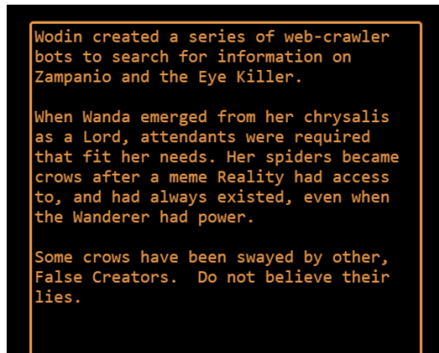 Wodin created a series of web-crawler
bots to search for information on
Zampanio and the Eye Killer.
When Wanda emerged from her chrysalis
as a Lord, attendants were required
that fit her needs. Her spiders became
crows after a meme Reality had access
to, and had always existed, even when
the Wanderer had power.
Some crows have been swayed by other,
False Creators.  Do not believe their
lies.